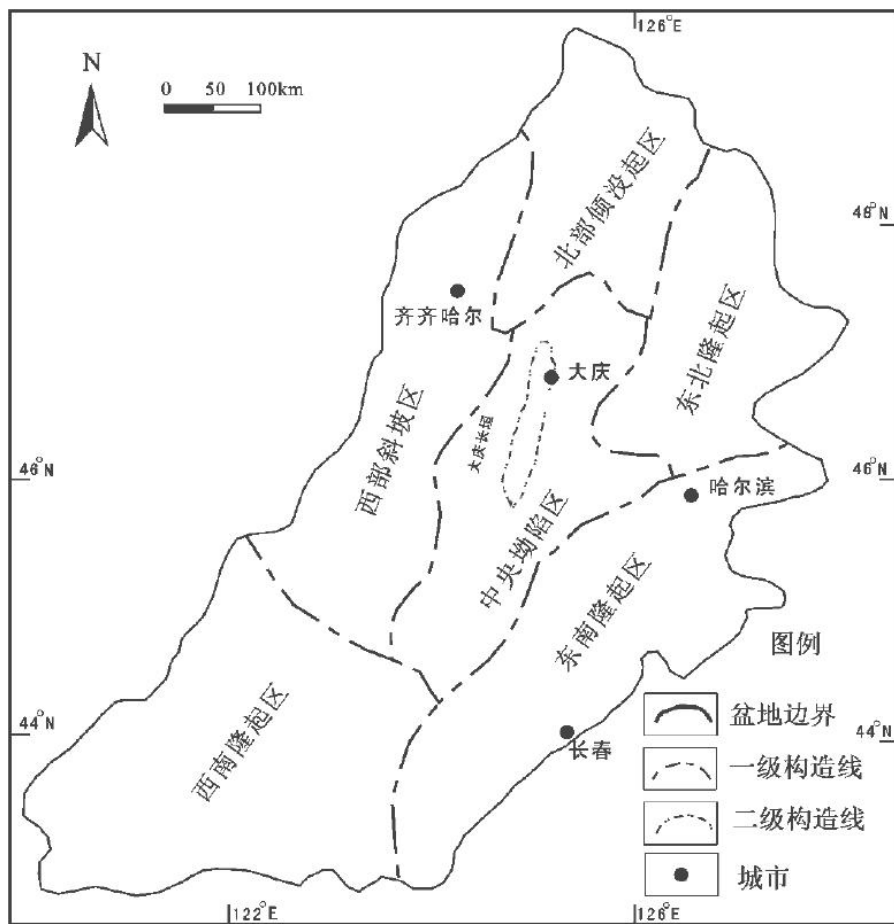 126°E
N
0 50 100km
北部倾没起区
48°N
齐齐哈尔
大庆
东北隆起区
大庆长垣
西部斜坡区
46°N
46°N
哈尔滨
中央坳陷区
东南隆起区
图例
西南隆起区
盆地边界
44°N
44°N
长春
一级构造线
二级构造线
城市
122°E
126°E